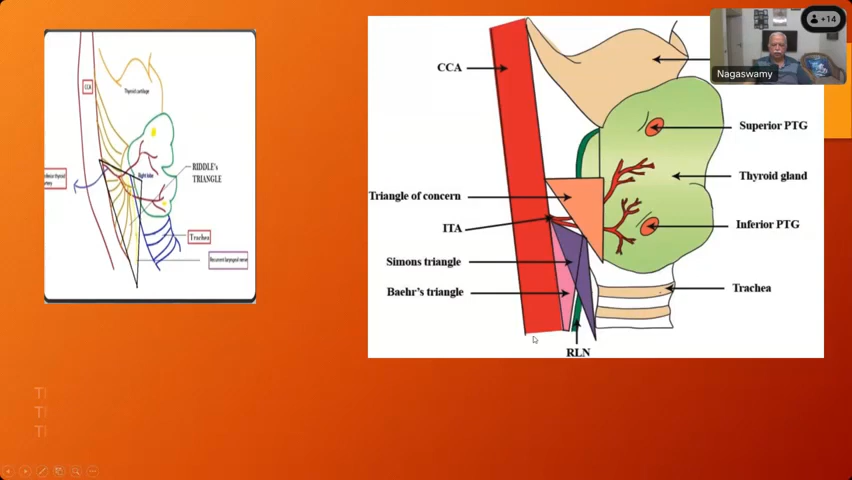 +14
Nagaswamy
CCA
Thyroid cartilage
RIDDLE's
TRIANGLE
Right lobe
artery
Trachea
Recurrent laryngeal nerve
CCA
Superior PTG
Thyroid gland
Triangle of concern
ITA
Inferior PTG
Simons triangle
Baehr's triangle
Trachea
RLN